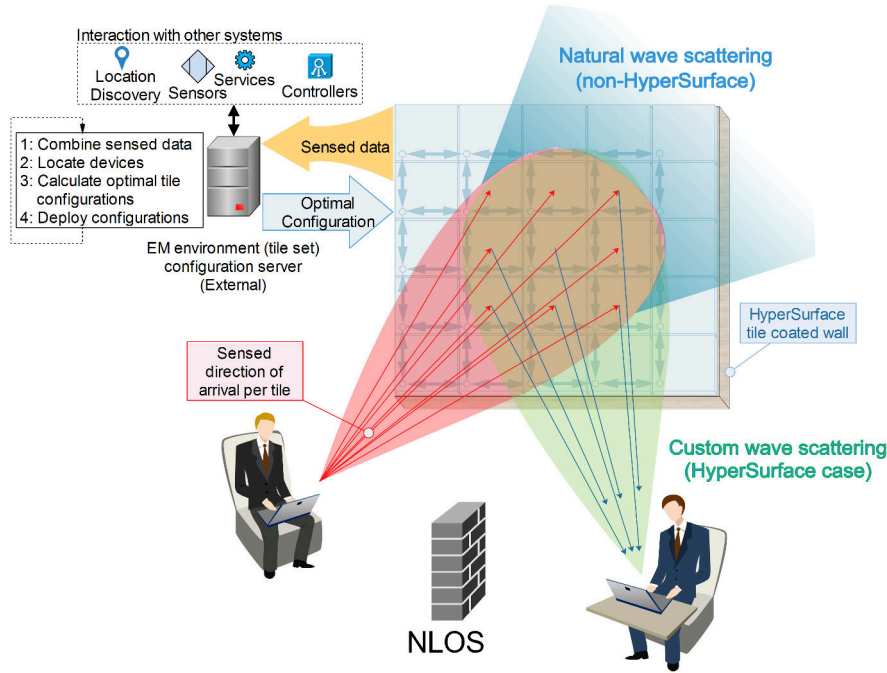 Interaction with other systems
Location
Discovery
Sensors
Services
Controllers
Natural wave scattering
(non-HyperSurface)
1: Combine sensed data
2: Locate devices
3: Calculate optimal tile
configurations
4: Deploy configurations
Sensed data
Optimal
Configuration
EM environment (tile set)
configuration server
(External)
HyperSurface
tile coated wall
Sensed
direction of
arrival per tile
Custom wave scattering
(HyperSurface case)
NLOS